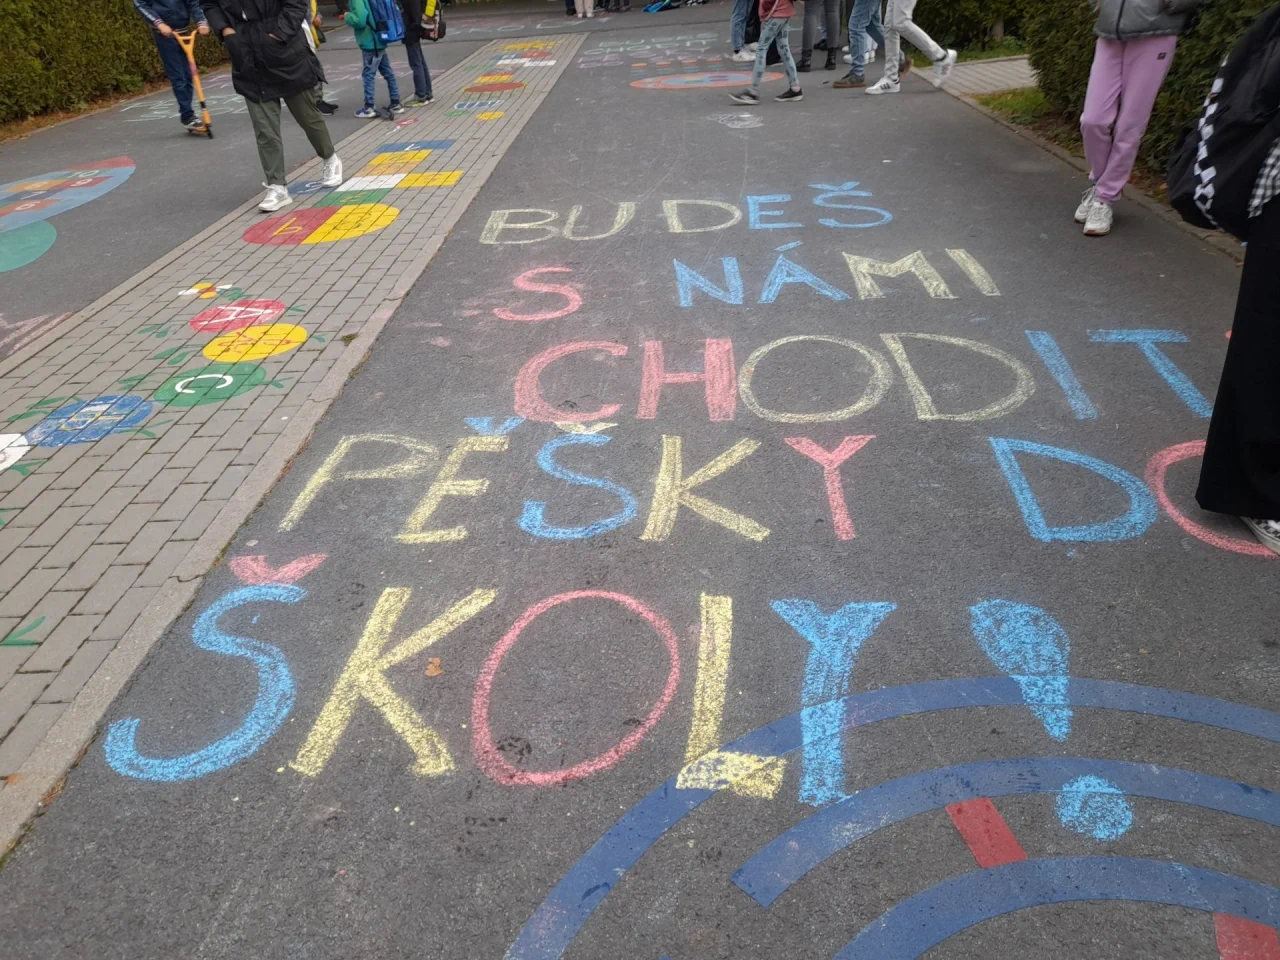 BUDEŠ
S NÁMI
CHODIT
PĚŠKY DO
ŠKOLY!
A
C